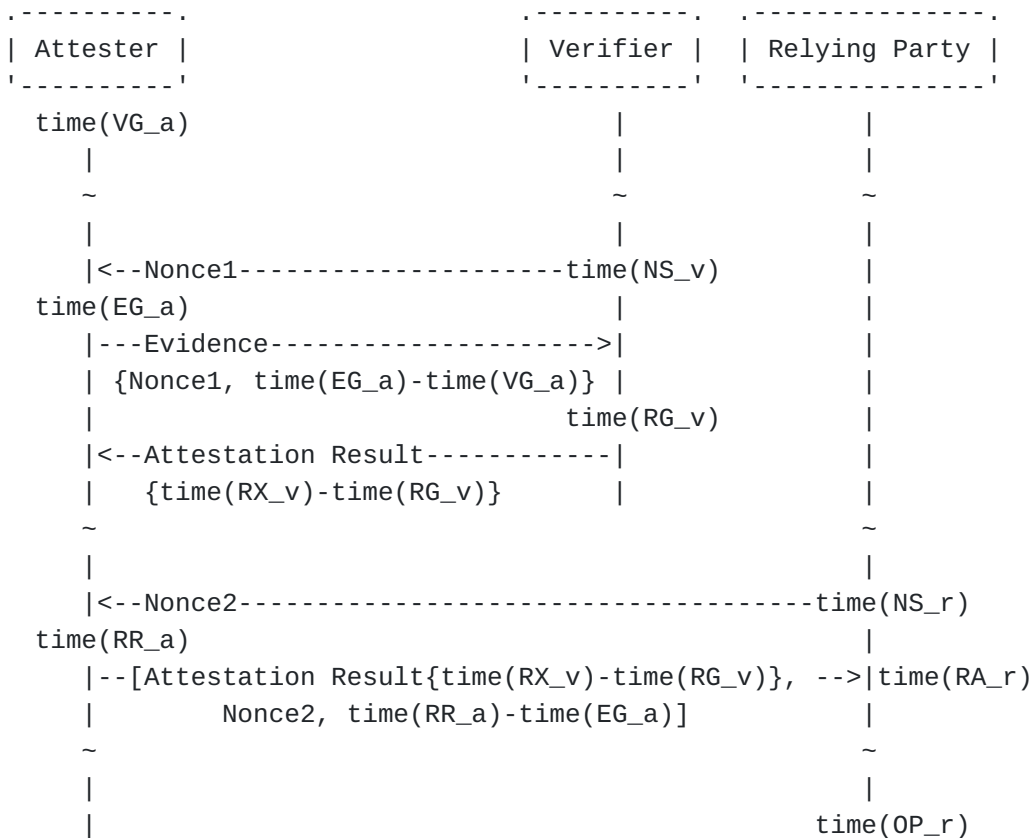 .----------.                      .----------.  .---------------.
| Attester |                      | Verifier |  | Relying Party |
'----------'                      '----------'  '---------------'
  time(VG_a)                            |               |
     |                                  |               |
     ~                                  ~               ~
     |                                  |               |
     |<--Nonce1---------------------time(NS_v)          |
  time(EG_a)                            |               |
     |---Evidence---------------------->|               |
     | {Nonce1, time(EG_a)-time(VG_a)} |                |
     |                              time(RG_v)          |
     |<--Attestation Result------------|                |
     |   {time(RX_v)-time(RG_v)}       |                |
     ~                                                  ~
     |                                                  |
     |<--Nonce2-------------------------------------time(NS_r)
  time(RR_a)                                            |
     |--[Attestation Result{time(RX_v)-time(RG_v)}, -->|time(RA_r)
     |        Nonce2, time(RR_a)-time(EG_a)]            |
     ~                                                  ~
     |                                                  |
     |                                              time(OP_r)